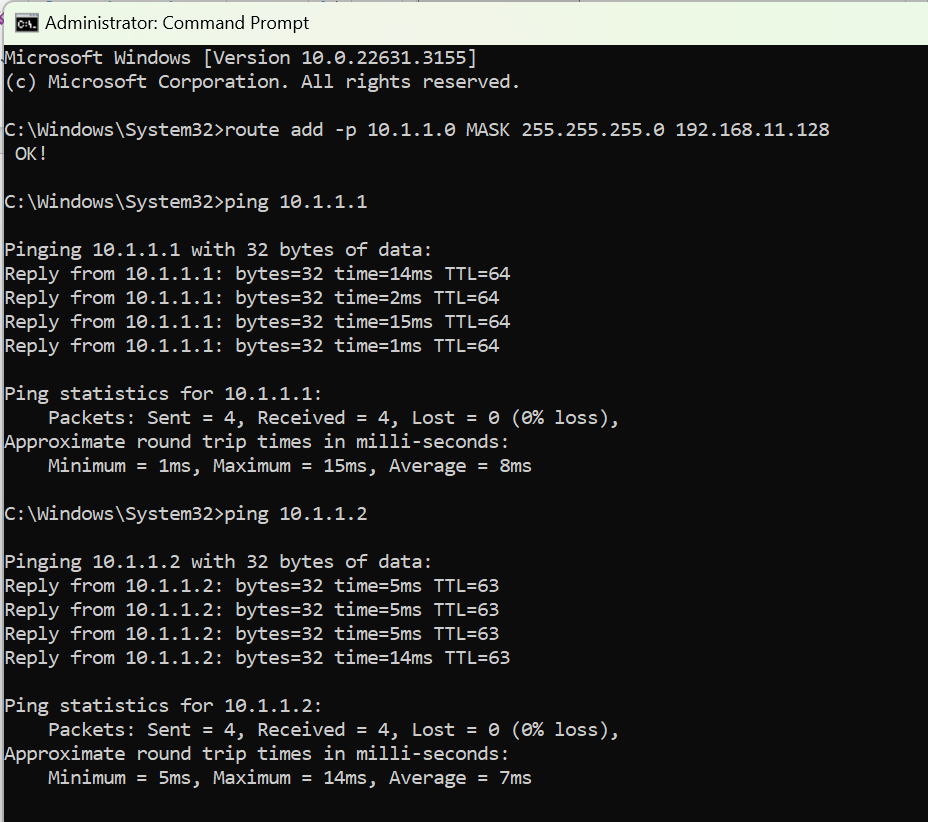 Administrator: Command Prompt
Microsoft Windows [Version 10.0.22631.3155]
(c) Microsoft Corporation. All rights reserved.
C:\Windows\System32>route add -p 10.1.1.0 MASK 255.255.255.0 192.168.11.128
OK!
C:\Windows\System32>ping 10.1.1.1
Pinging 10.1.1.1 with 32 bytes of data:
Reply from 10.1.1.1: bytes=32 time=14ms TTL=64
Reply from 10.1.1.1: bytes=32 time=2ms TTL=64
Reply from 10.1.1.1: bytes=32 time=15ms TTL=64
Reply from 10.1.1.1: bytes=32 time=1ms TTL=64
Ping statistics for 10.1.1.1:
Packets: Sent = 4, Received = 4, Lost = 0 (0% loss),
Approximate round trip times in milli-seconds:
Minimum = 1ms, Maximum = 15ms, Average = 8ms
C:\Windows\System32>ping 10.1.1.2
Pinging 10.1.1.2 with 32 bytes of data:
Reply from 10.1.1.2: bytes=32 time=5ms TTL=63
Reply from 10.1.1.2: bytes=32 time=5ms TTL=63
Reply from 10.1.1.2: bytes=32 time=5ms TTL=63
Reply from 10.1.1.2: bytes=32 time=14ms TTL=63
Ping statistics for 10.1.1.2:
Packets: Sent = 4, Received = 4, Lost = 0 (0% loss),
Approximate round trip times in milli-seconds:
Minimum = 5ms, Maximum = 14ms, Average = 7ms